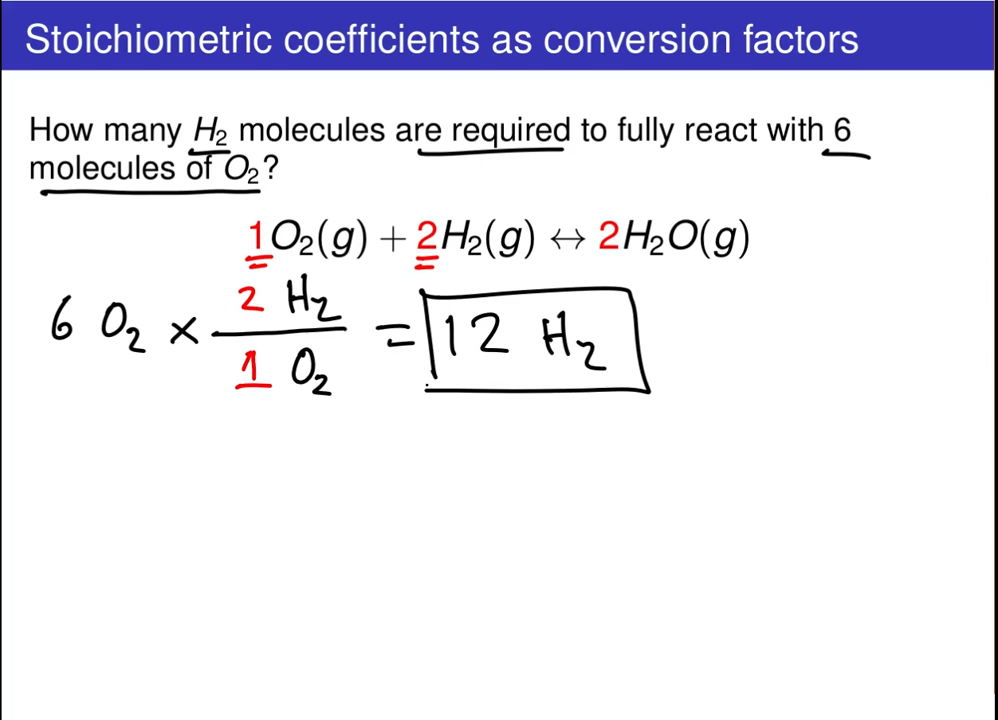 Stoichiometric coefficients as conversion factors
How many H₂ molecules are required to fully react with 6
molecules of O₂?
1O₂(g) + 2H₂(g) ↔ 2H₂O(g)
2 H₂
6 O₂ × ─── = 12 H₂
1 O₂